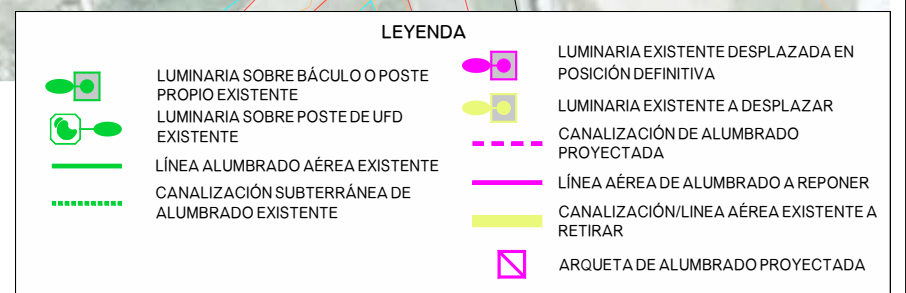 LEYENDA
LUMINARIA SOBRE BÁCULO O POSTE
PROPIO EXISTENTE
LUMINARIA SOBRE POSTE DE UFD
EXISTENTE
LÍNEA ALUMBRADO AÉREA EXISTENTE
CANALIZACIÓN SUBTERRÁNEA DE
ALUMBRADO EXISTENTE
LUMINARIA EXISTENTE DESPLAZADA EN
POSICIÓN DEFINITIVA
LUMINARIA EXISTENTE A DESPLAZAR
CANALIZACIÓN DE ALUMBRADO
PROYECTADA
LÍNEA AÉREA DE ALUMBRADO A REPONER
CANALIZACIÓN/LINEA AÉREA EXISTENTE A
RETIRAR
ARQUETA DE ALUMBRADO PROYECTADA